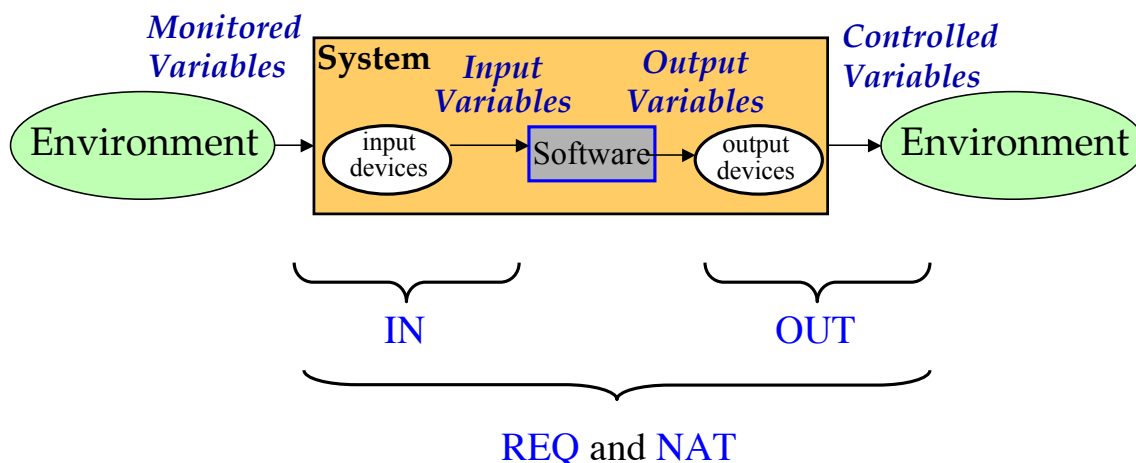 Monitored
Variables
System
Input
Variables
Output
Variables
Controlled
Variables
Environment
input
devices
Software
output
devices
Environment
IN
OUT
REQ and NAT